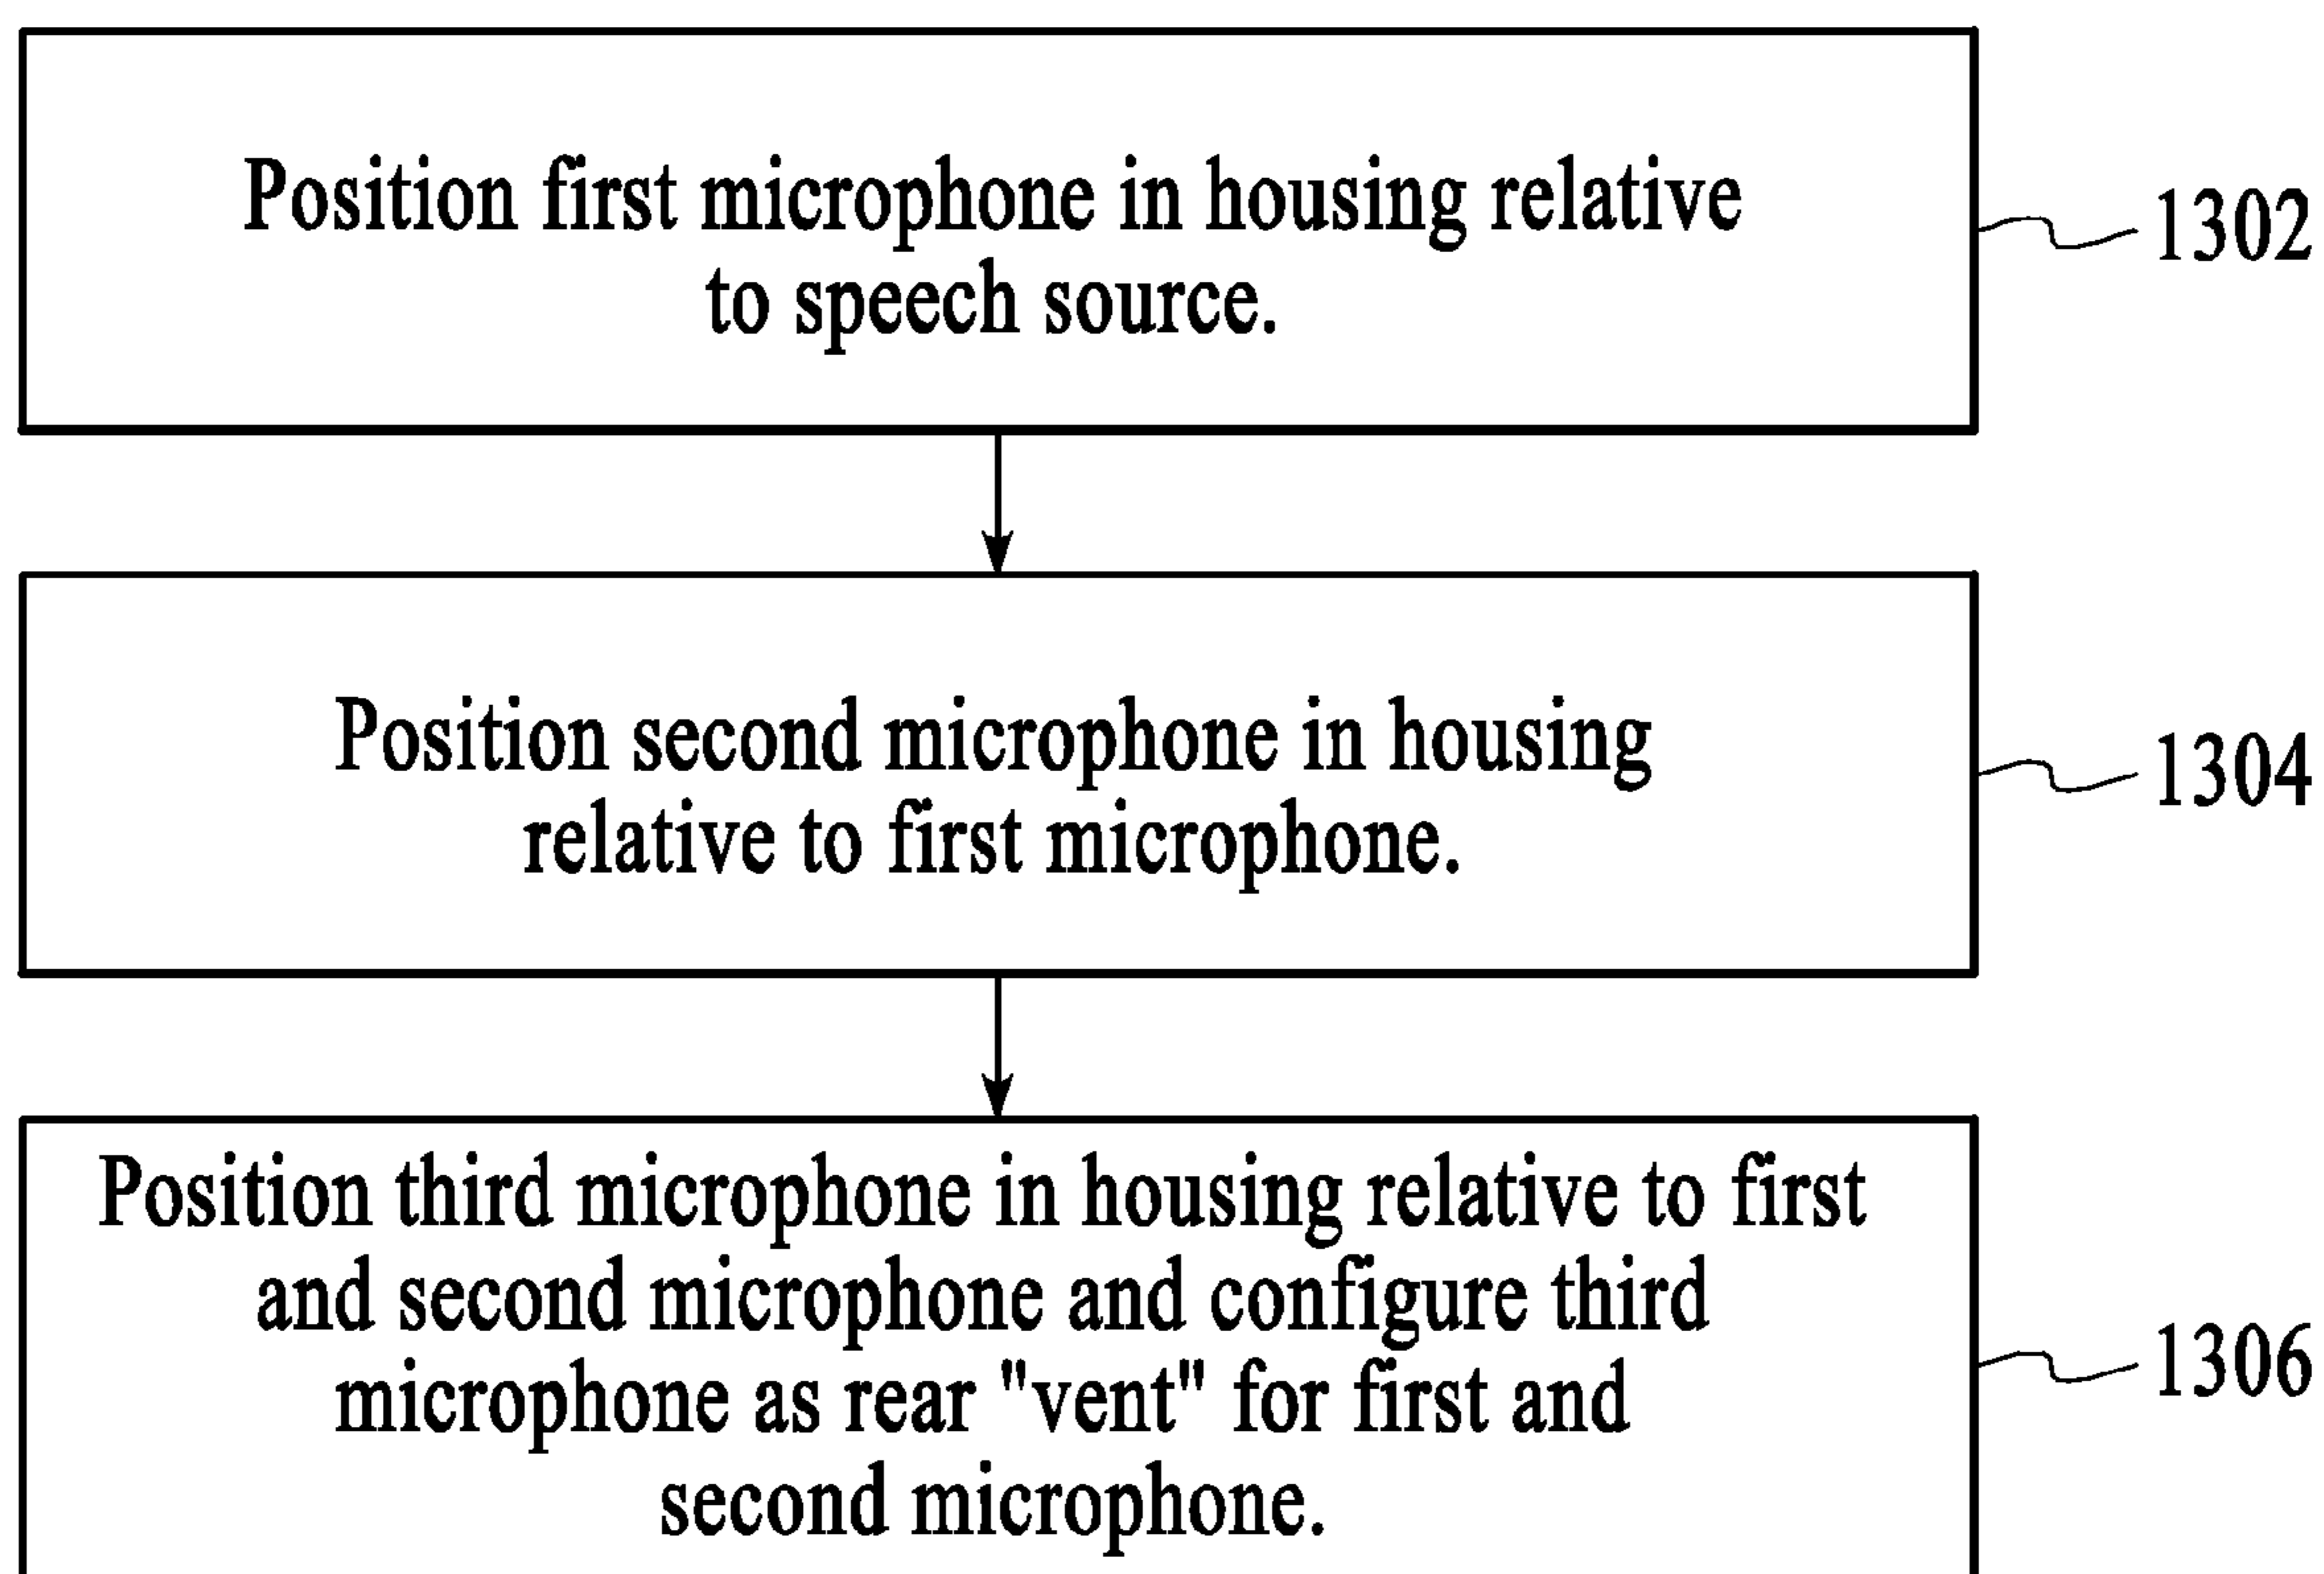 Position first microphone in housing relative
to speech source.
1302
Position second microphone in housing
relative to first microphone.
1304
Position third microphone in housing relative to first
and second microphone and configure third
microphone as rear "vent" for first and
second microphone.
1306